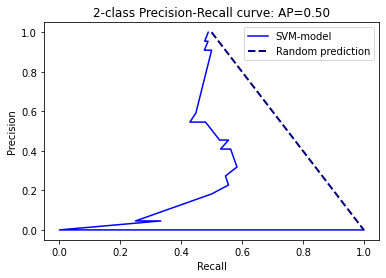 2-class Precision-Recall curve: AP=0.50
SVM-model
Random prediction
Precision
1.0
0.8
0.6
0.4
0.2
0.0
0.0 0.2 0.4 0.6 0.8 1.0
Recall